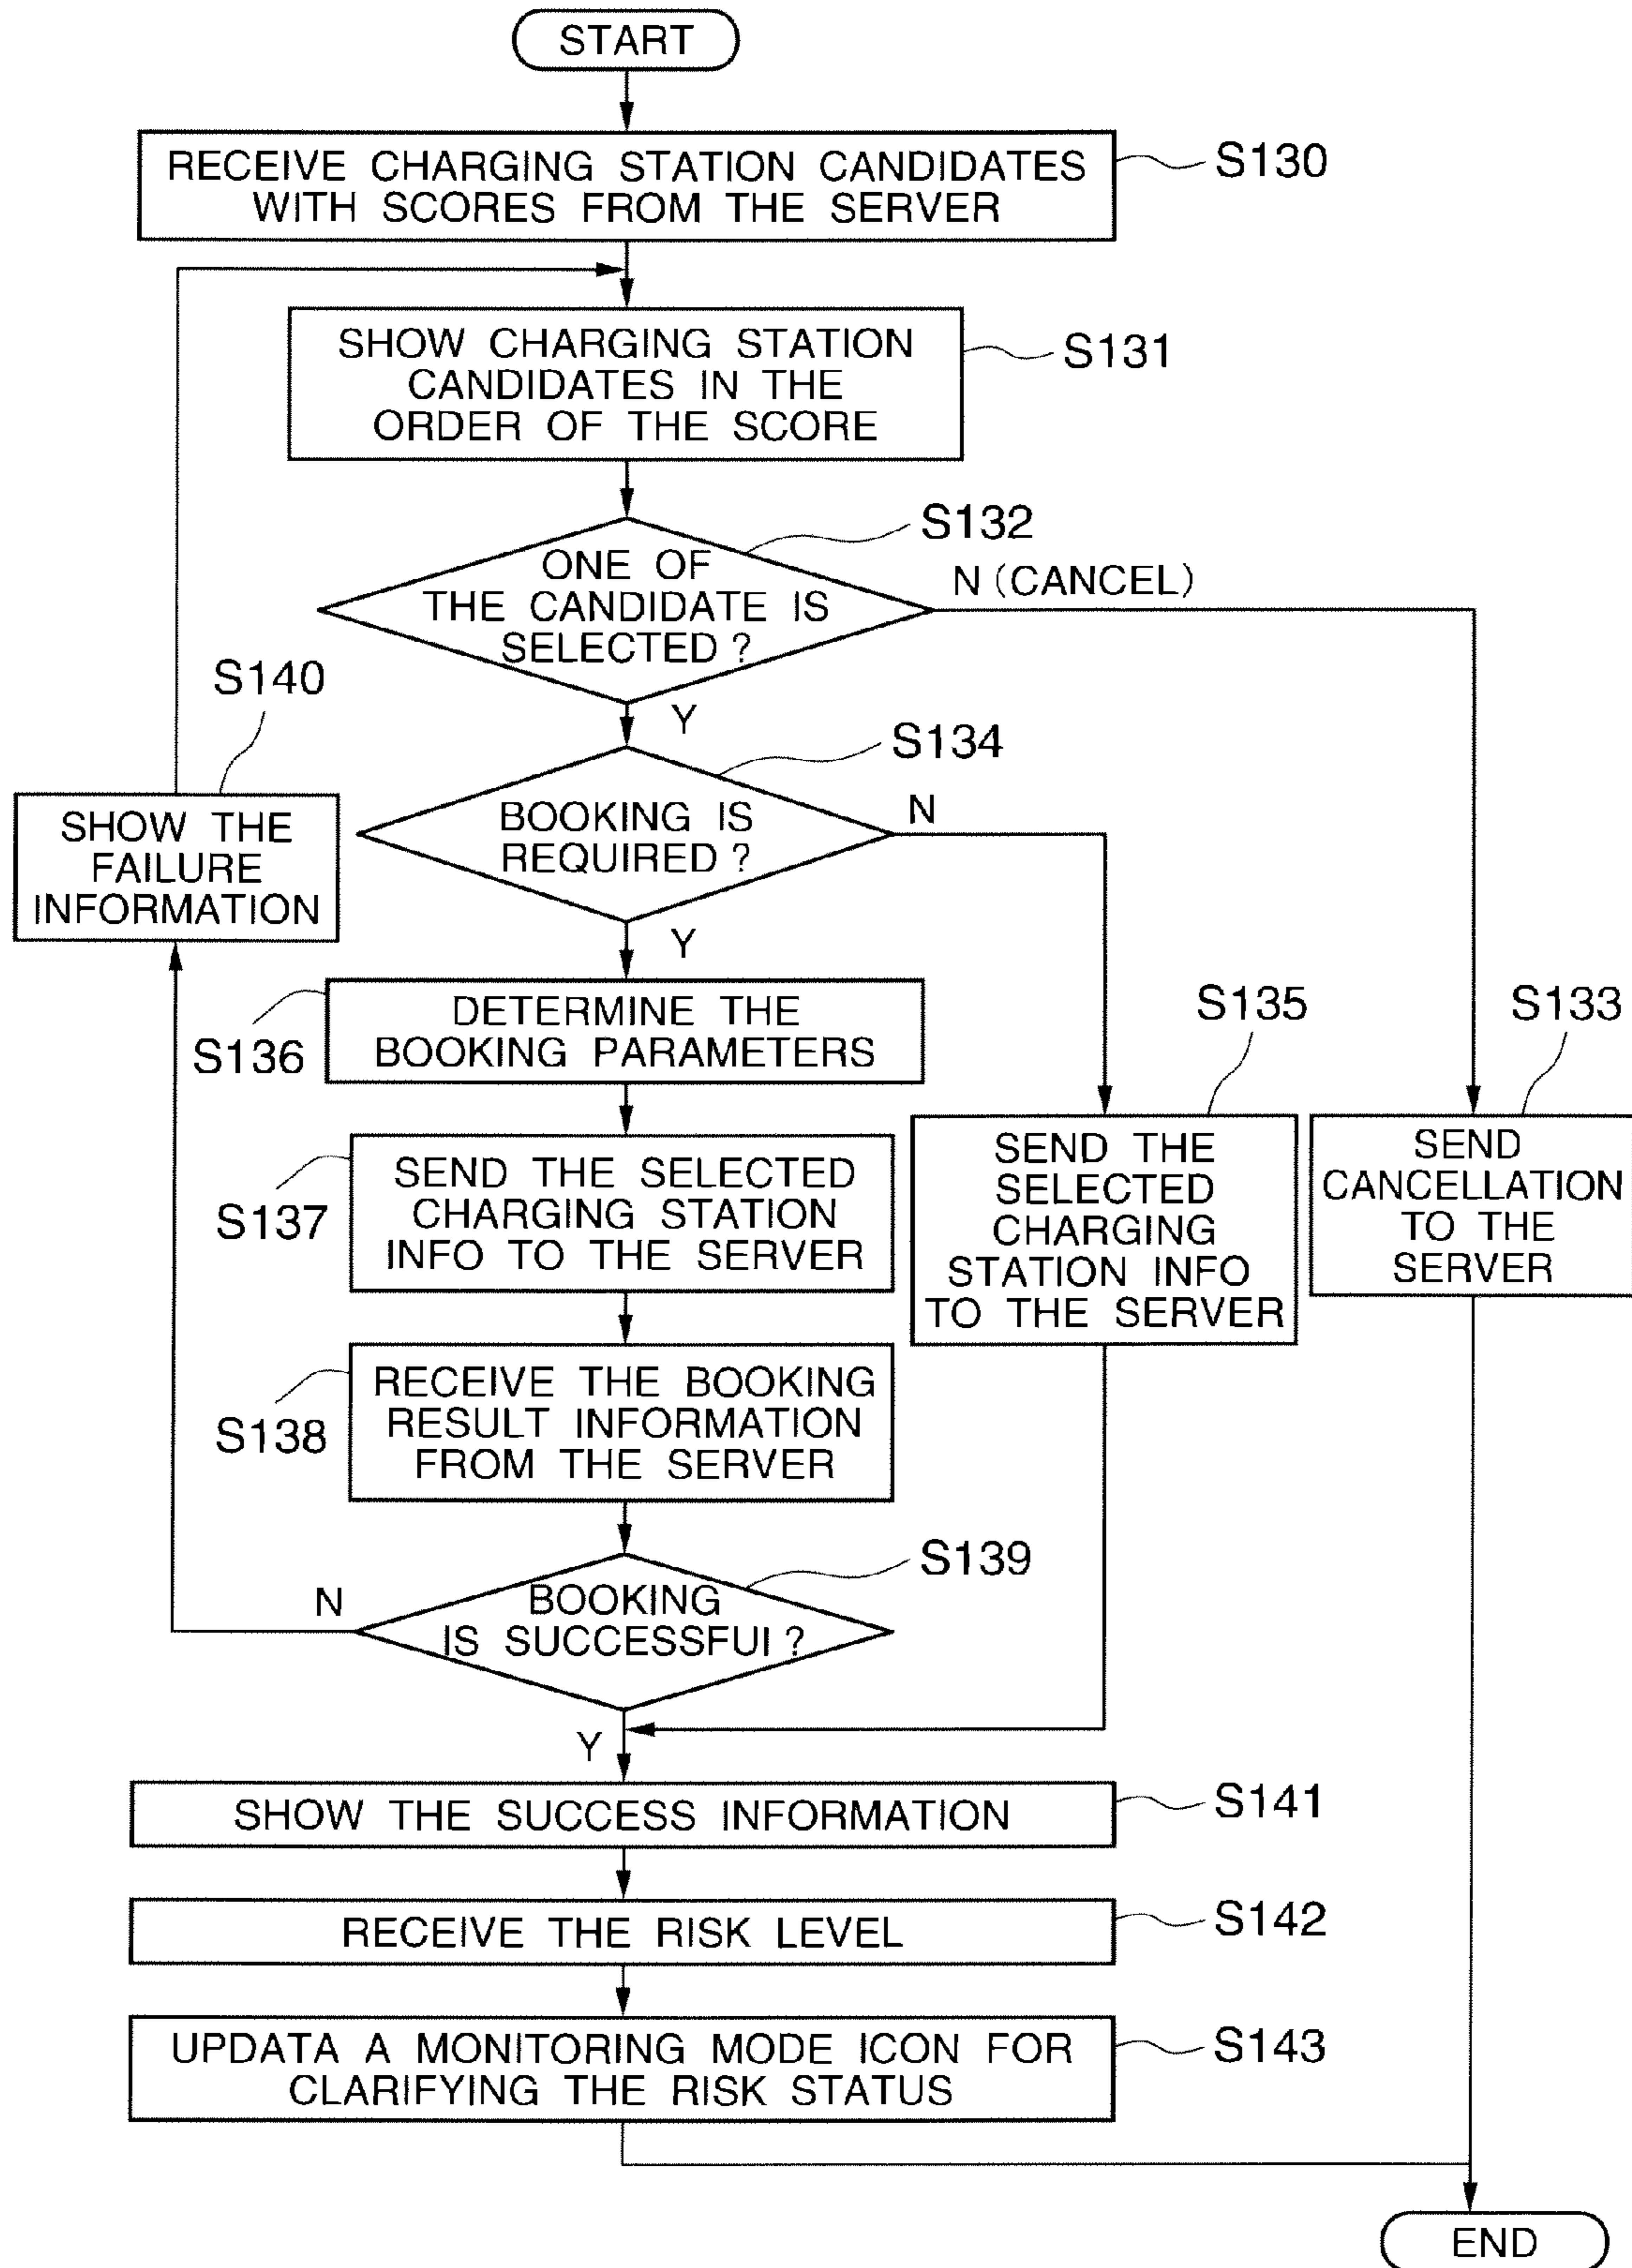 START
RECEIVE CHARGING STATION CANDIDATES
WITH SCORES FROM THE SERVER
S130
SHOW CHARGING STATION
CANDIDATES IN THE
ORDER OF THE SCORE
S131
S132
ONE OF
THE CANDIDATE IS
SELECTED?
N (CANCEL)
Y
S140
SHOW THE
FAILURE
INFORMATION
S134
BOOKING IS
REQUIRED?
N
Y
DETERMINE THE
BOOKING PARAMETERS
S136
S135
S133
SEND THE SELECTED
CHARGING STATION
INFO TO THE SERVER
S137
SEND THE
SELECTED
CHARGING
STATION INFO
TO THE SERVER
SEND
CANCELLATION
TO THE
SERVER
RECEIVE THE BOOKING
RESULT INFORMATION
FROM THE SERVER
S138
S139
BOOKING
IS SUCCESSFUI?
N
Y
SHOW THE SUCCESS INFORMATION
S141
RECEIVE THE RISK LEVEL
S142
UPDATA A MONITORING MODE ICON FOR
CLARIFYING THE RISK STATUS
S143
END